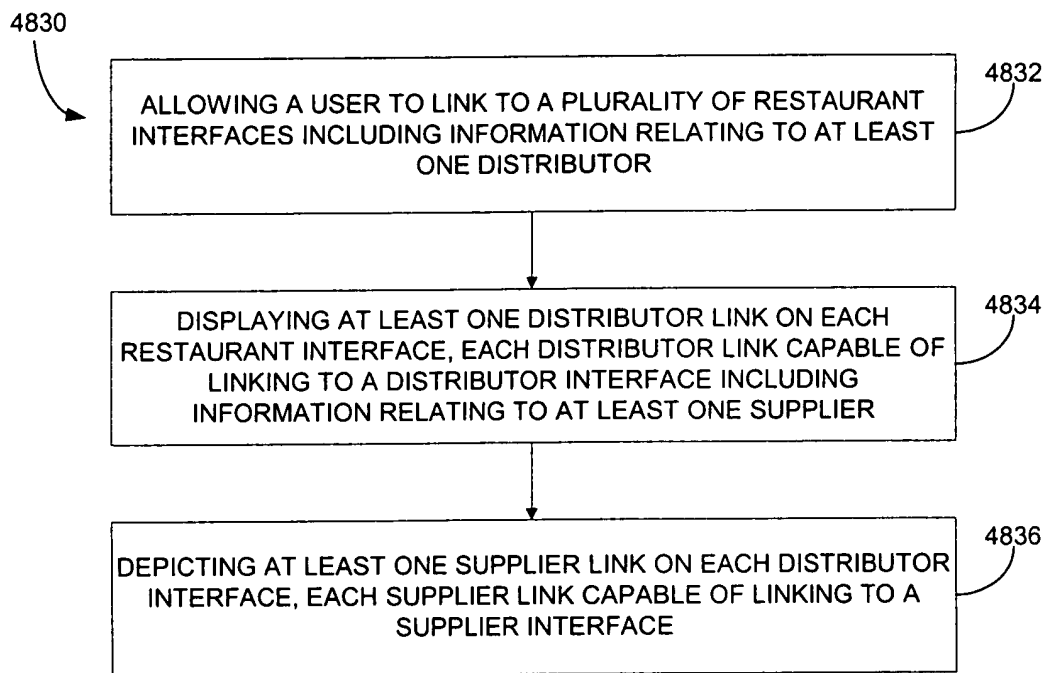 4830
4832
ALLOWING A USER TO LINK TO A PLURALITY OF RESTAURANT
INTERFACES INCLUDING INFORMATION RELATING TO AT LEAST
ONE DISTRIBUTOR
4834
DISPLAYING AT LEAST ONE DISTRIBUTOR LINK ON EACH
RESTAURANT INTERFACE, EACH DISTRIBUTOR LINK CAPABLE OF
LINKING TO A DISTRIBUTOR INTERFACE INCLUDING
INFORMATION RELATING TO AT LEAST ONE SUPPLIER
4836
DEPICTING AT LEAST ONE SUPPLIER LINK ON EACH DISTRIBUTOR
INTERFACE, EACH SUPPLIER LINK CAPABLE OF LINKING TO A
SUPPLIER INTERFACE